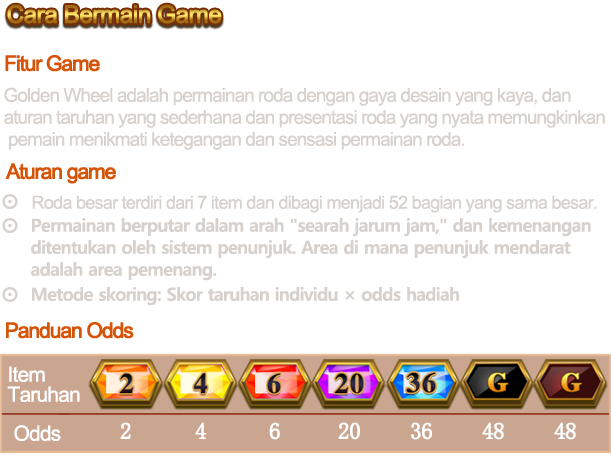 Cara Bermain Game
Fitur Game
Golden Wheel adalah permainan roda dengan gaya desain yang kaya, dan
aturan taruhan yang sederhana dan presentasi roda yang nyata memungkinkan
pemain menikmati ketegangan dan sensasi permainan roda.
Aturan game
Roda besar terdiri dari 7 item dan dibagi menjadi 52 bagian yang sama besar.
Permainan berputar dalam arah "searah jarum jam," dan kemenangan
ditentukan oleh sistem penunjuk. Area di mana penunjuk mendarat
adalah area pemenang.
Metode skoring: Skor taruhan individu × odds hadiah
Panduan Odds
Item
Taruhan
2 4 6 20 36 G G
Odds 2 4 6 20 36 48 48